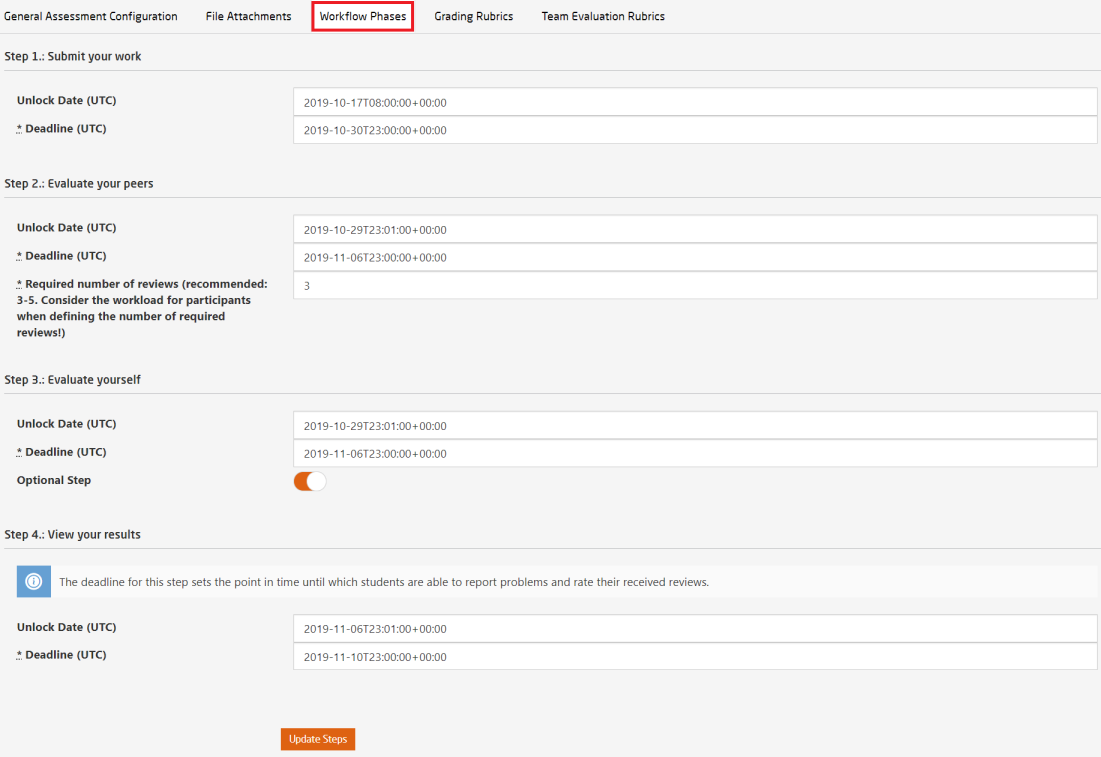 General Assessment Configuration File Attachments Workflow Phases Grading Rubrics Team Evaluation Rubrics
Step 1.: Submit your work
Unlock Date (UTC) 2019-10-17T08:00:00+00:00
* Deadline (UTC) 2019-10-30T23:00:00+00:00
Step 2.: Evaluate your peers
Unlock Date (UTC) 2019-10-29T23:01:00+00:00
* Deadline (UTC) 2019-11-06T23:00:00+00:00
* Required number of reviews (recommended: 3
3-5. Consider the workload for participants
when defining the number of required
reviews!)
Step 3.: Evaluate yourself
Unlock Date (UTC) 2019-10-29T23:01:00+00:00
* Deadline (UTC) 2019-11-06T23:00:00+00:00
Optional Step
Step 4.: View your results
The deadline for this step sets the point in time until which students are able to report problems and rate their received reviews.
Unlock Date (UTC) 2019-11-06T23:01:00+00:00
* Deadline (UTC) 2019-11-10T23:00:00+00:00
Update Steps